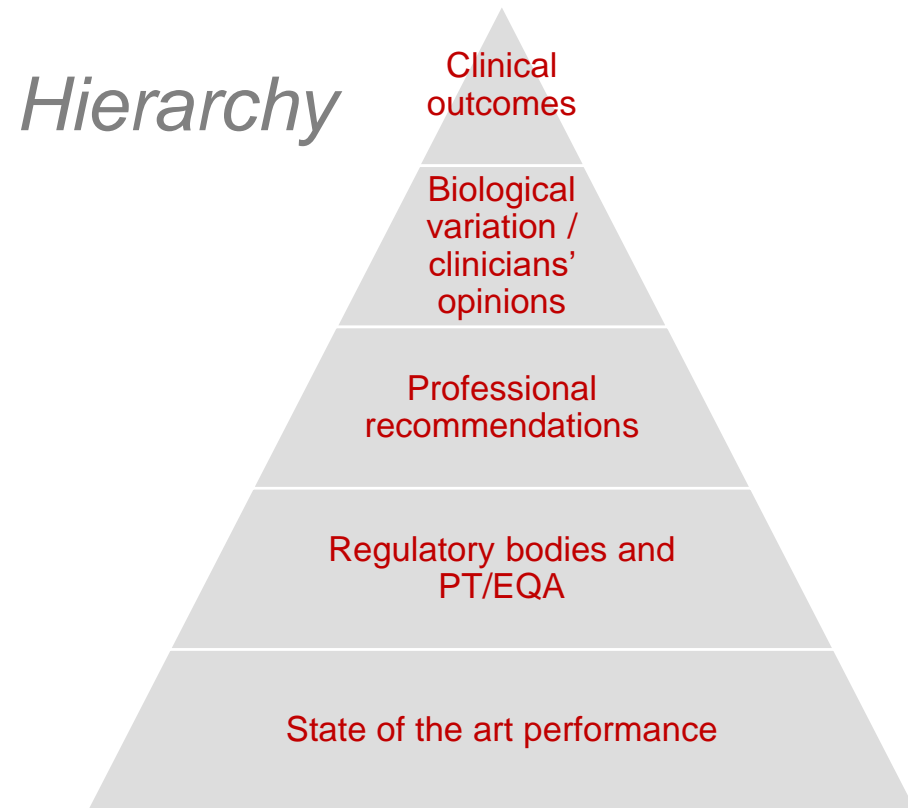 Hierarchy
Clinical
outcomes
Biological
variation /
clinicians’
opinions
Professional
recommendations
Regulatory bodies and
PT/EQA
State of the art performance